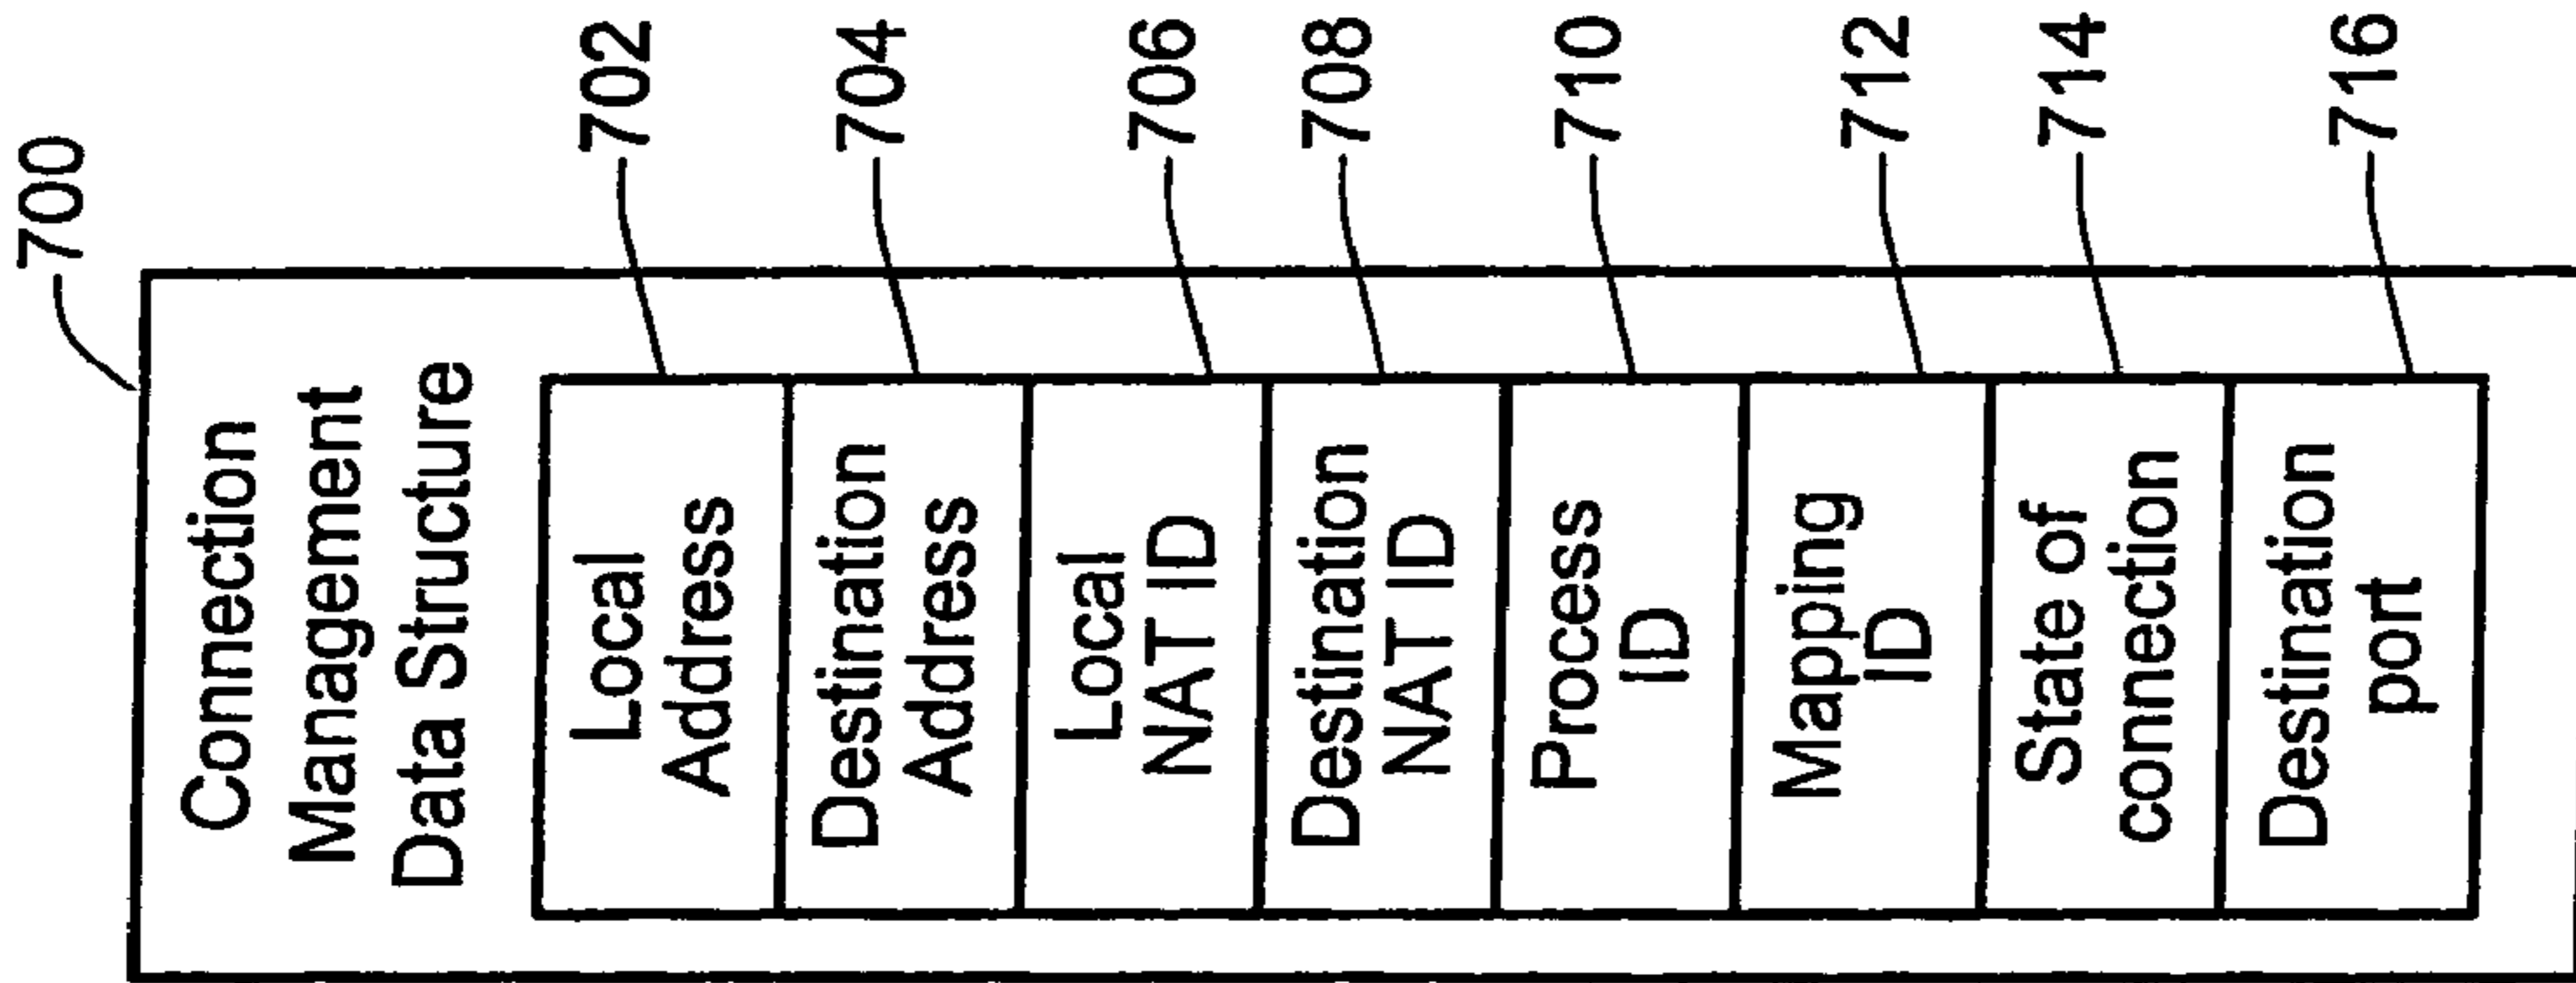 700
Connection
Management
Data Structure
Local
Address
702
Destination
Address
704
Local
NAT ID
706
Destination
NAT ID
708
Process
ID
710
Mapping
ID
712
State of
connection
714
Destination
port
716